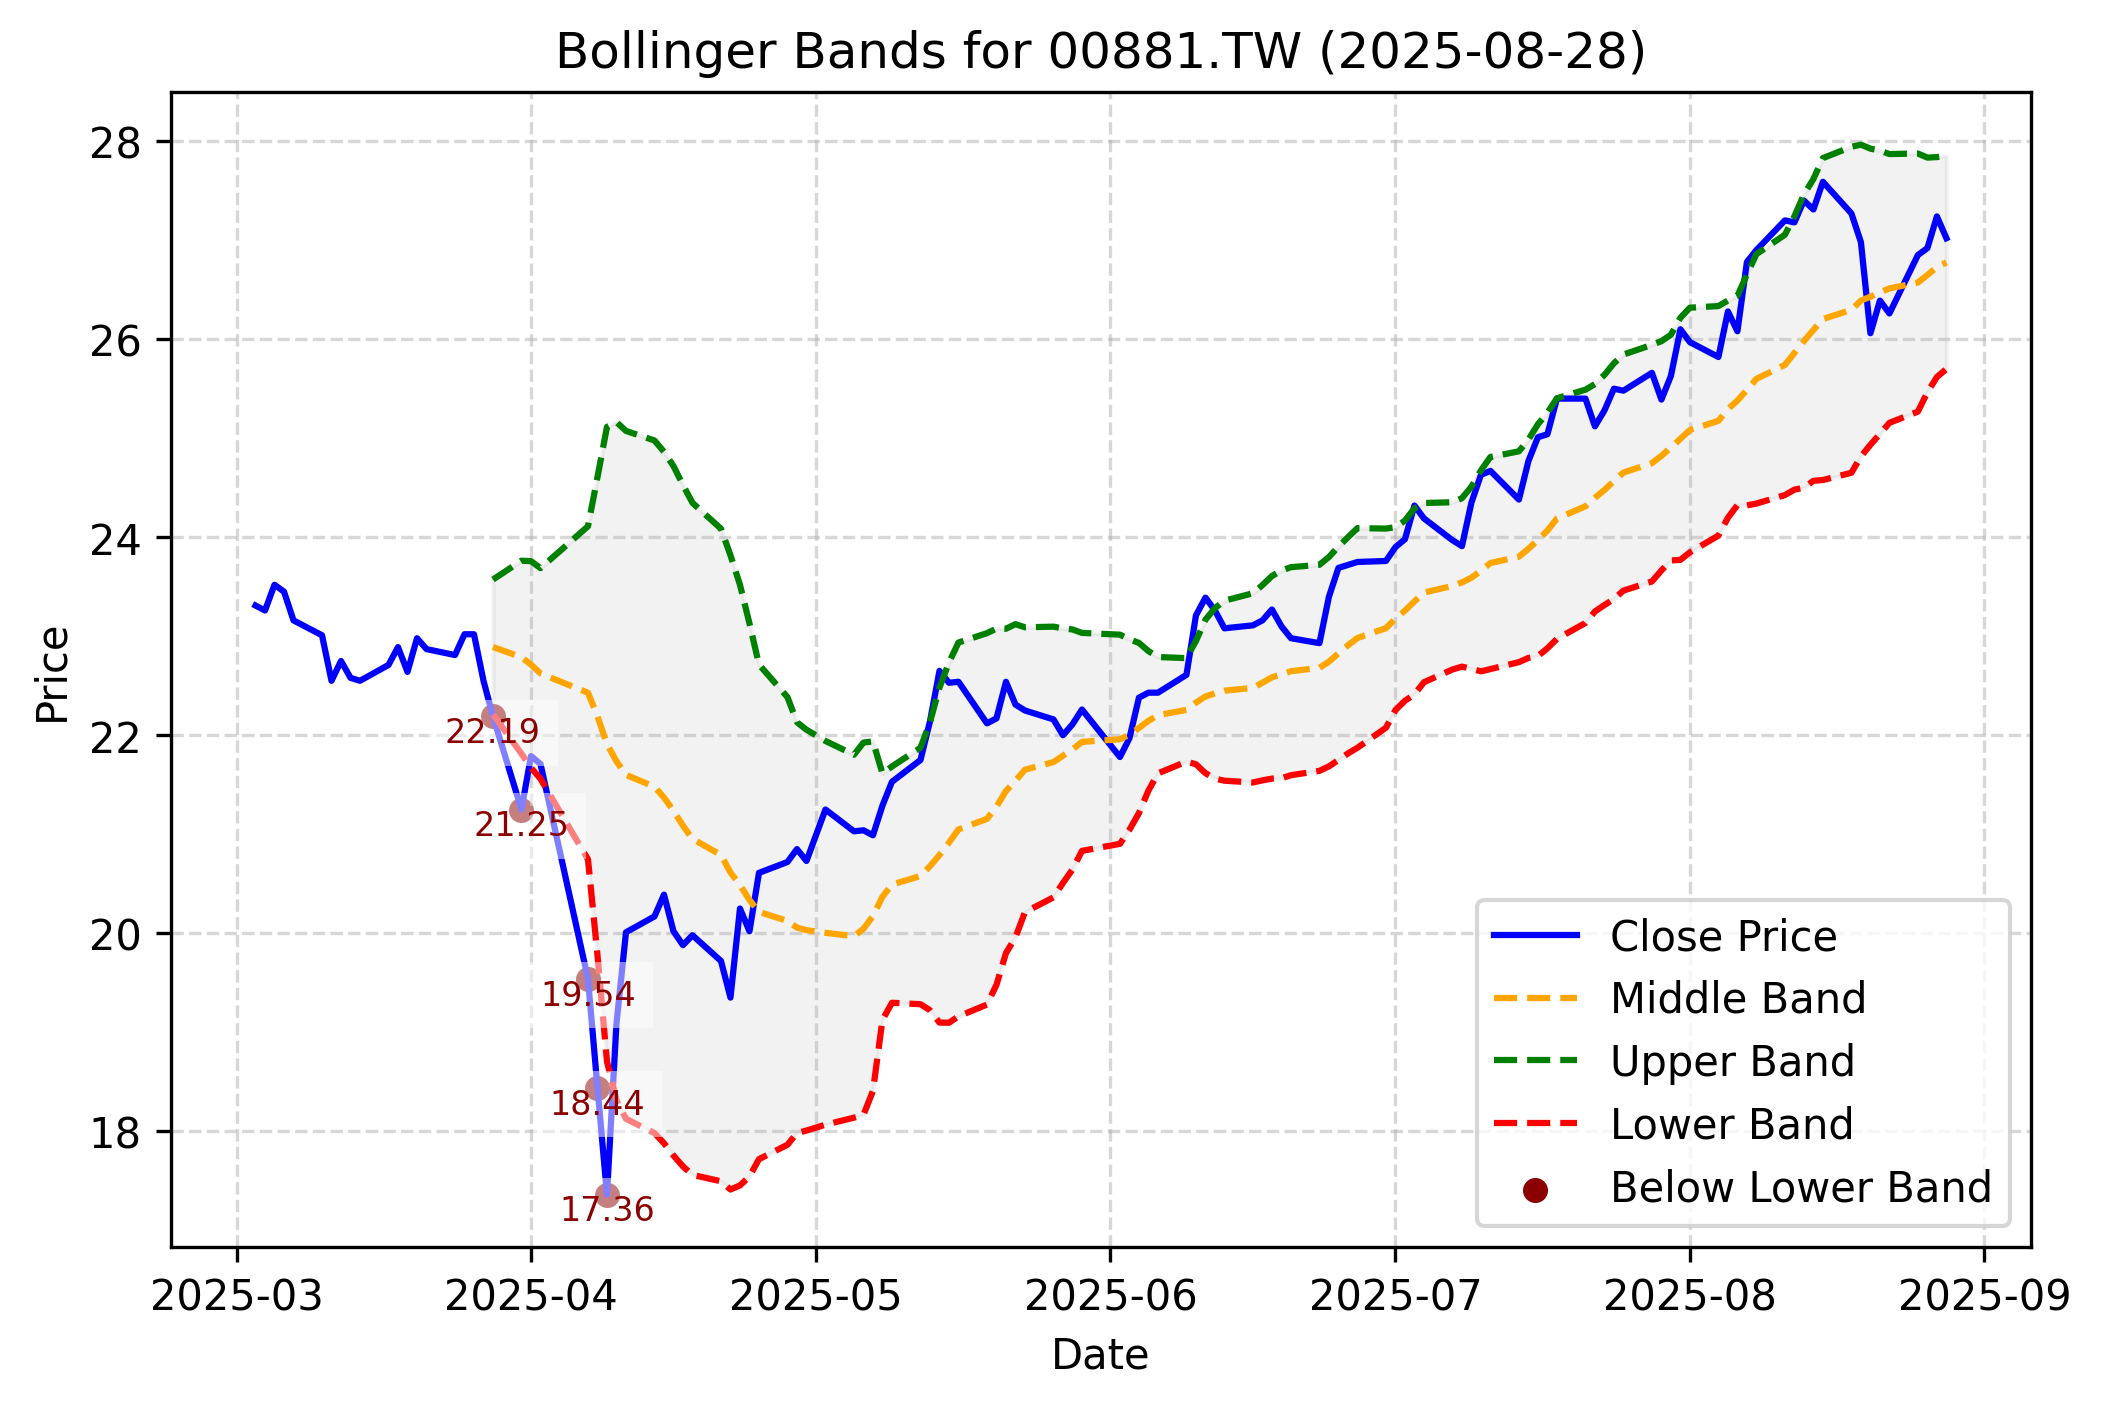 Bollinger Bands for 00881.TW (2025-08-28)
28
26
24
22
20
18
Price
22.19
21.25
19.54
18.44
17.36
Close Price
Middle Band
Upper Band
Lower Band
Below Lower Band
2025-03 2025-04 2025-05 2025-06 2025-07 2025-08 2025-09
Date